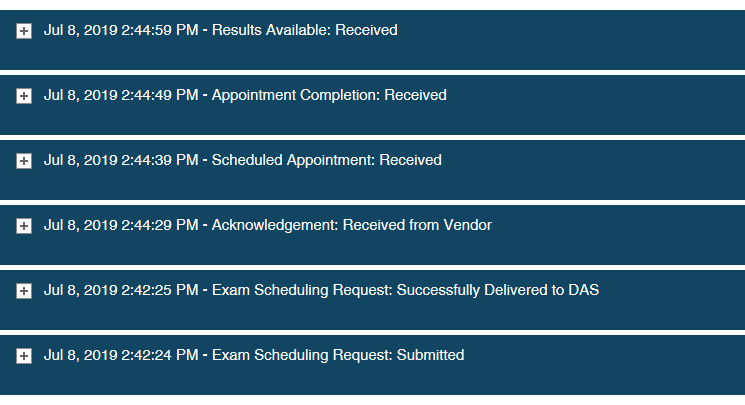 Jul 8, 2019 2:44:59 PM - Results Available: Received
Jul 8, 2019 2:44:49 PM - Appointment Completion: Received
Jul 8, 2019 2:44:39 PM - Scheduled Appointment: Received
Jul 8, 2019 2:44:29 PM - Acknowledgement: Received from Vendor
Jul 8, 2019 2:42:25 PM - Exam Scheduling Request: Successfully Delivered to DAS
Jul 8, 2019 2:42:24 PM - Exam Scheduling Request: Submitted